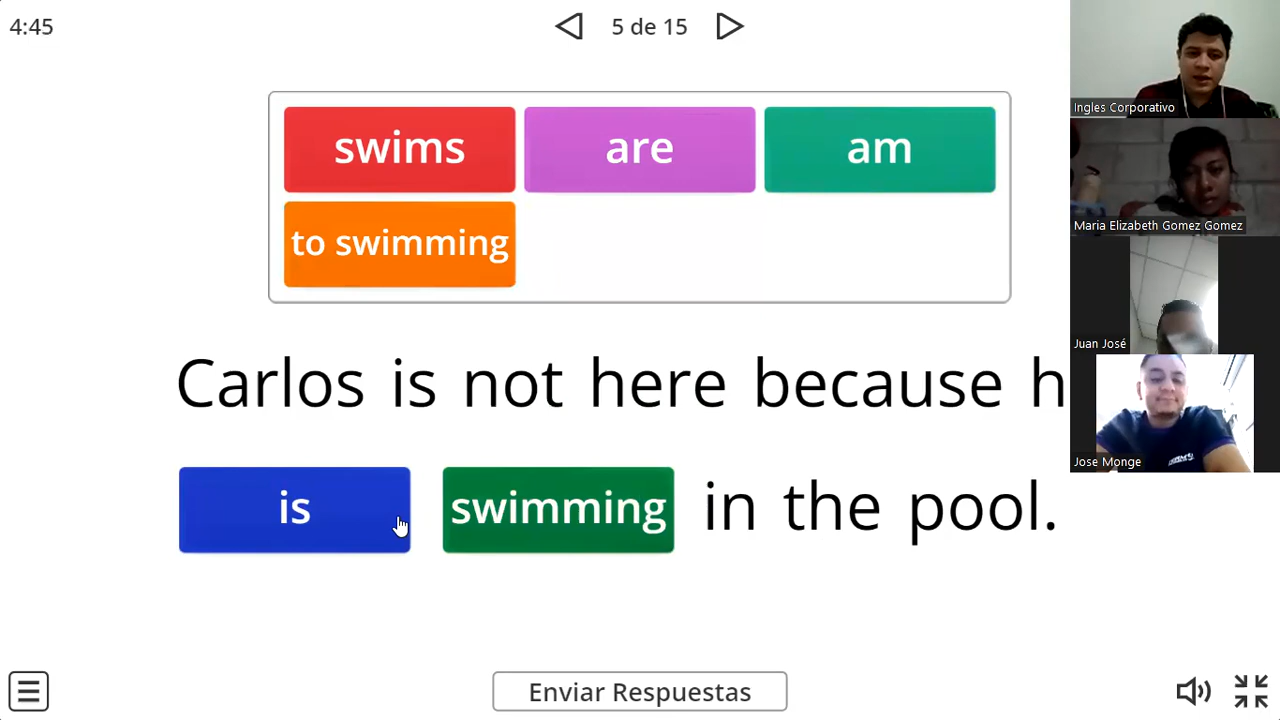 4:45
5 de 15
Ingles Corporativo
swims
are
am
to swimming
Maria Elizabeth Gomez Gomez
Juan José
Carlos is not here because h
Jose Monge
is swimming in the pool.
Enviar Respuestas